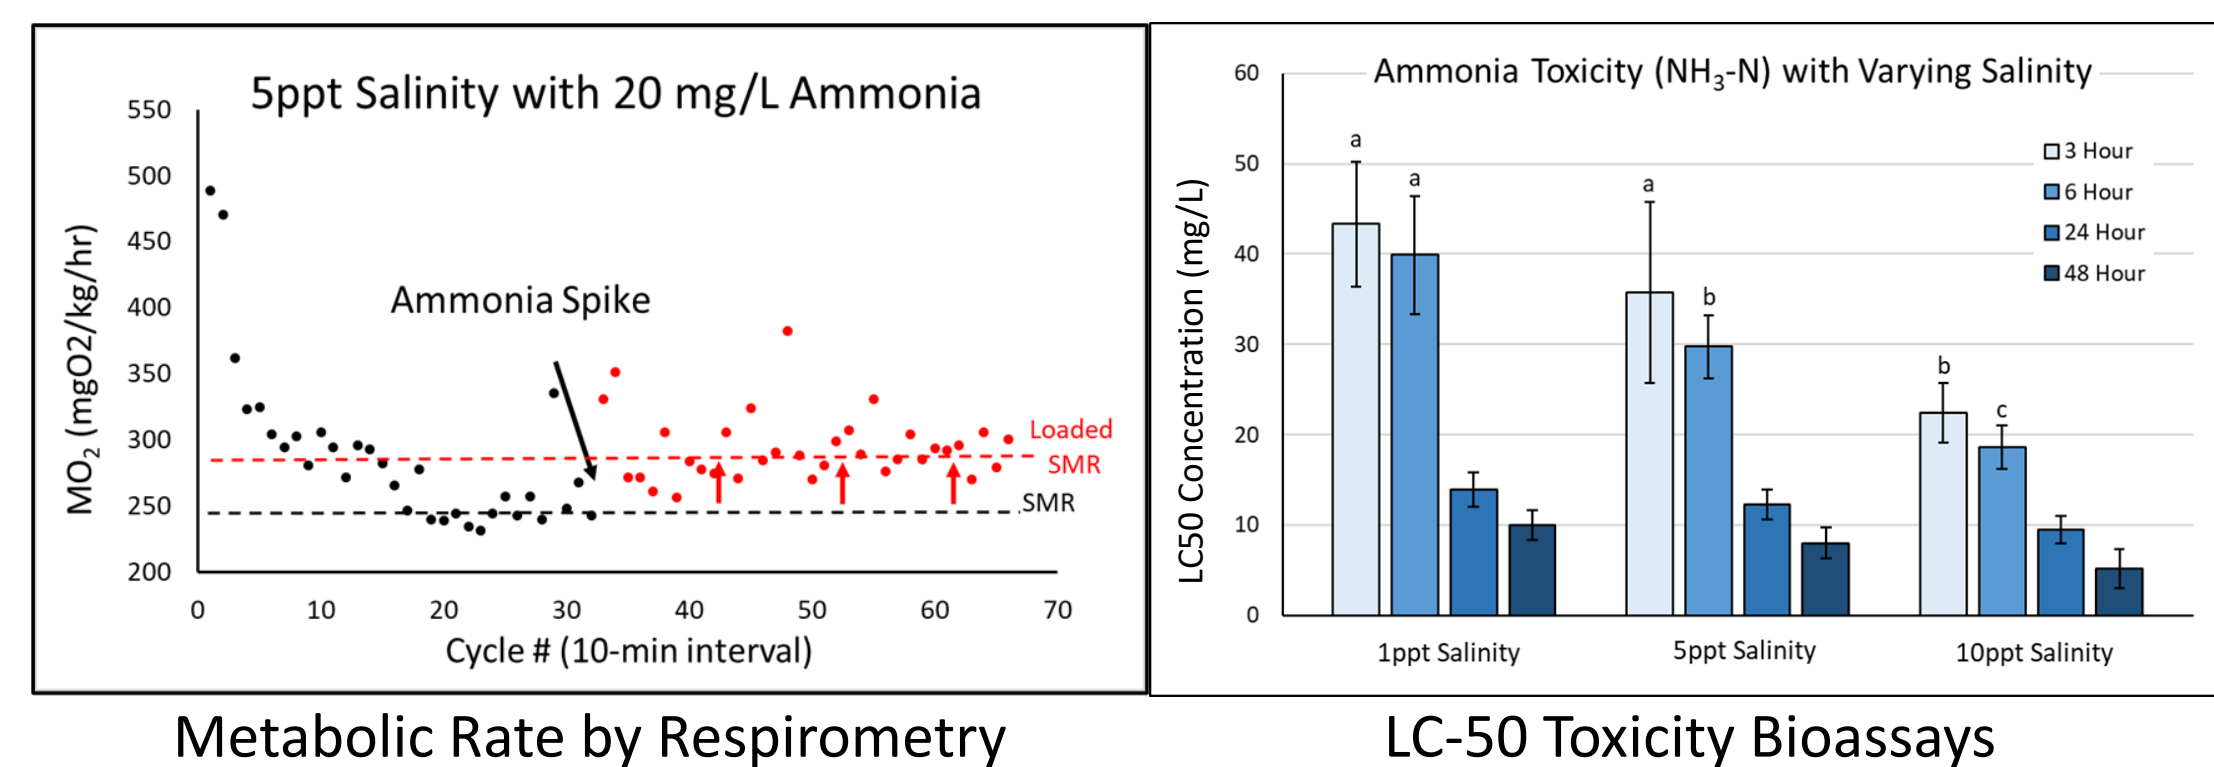 5ppt Salinity with 20 mg/L Ammonia
550
500
450
400
350
300
250
200
MO2 (mgO2/kg/hr)
Ammonia Spike
Loaded
SMR
SMR
0 10 20 30 40 50 60 70
Cycle # (10-min interval)
Metabolic Rate by Respirometry
Ammonia Toxicity (NH3-N) with Varying Salinity
60
50
40
30
20
10
0
LC50 Concentration (mg/L)
a
a
a
b
b
c
3 Hour
6 Hour
24 Hour
48 Hour
1ppt Salinity 5ppt Salinity 10ppt Salinity
LC-50 Toxicity Bioassays